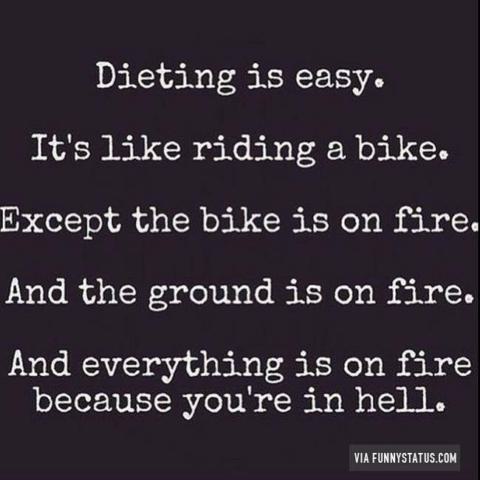 Dieting is easy.
It's like riding a bike.
Except the bike is on fire.
And the ground is on fire.
And everything is on fire
because you're in hell.
VIA FUNNYSTATUS.COM